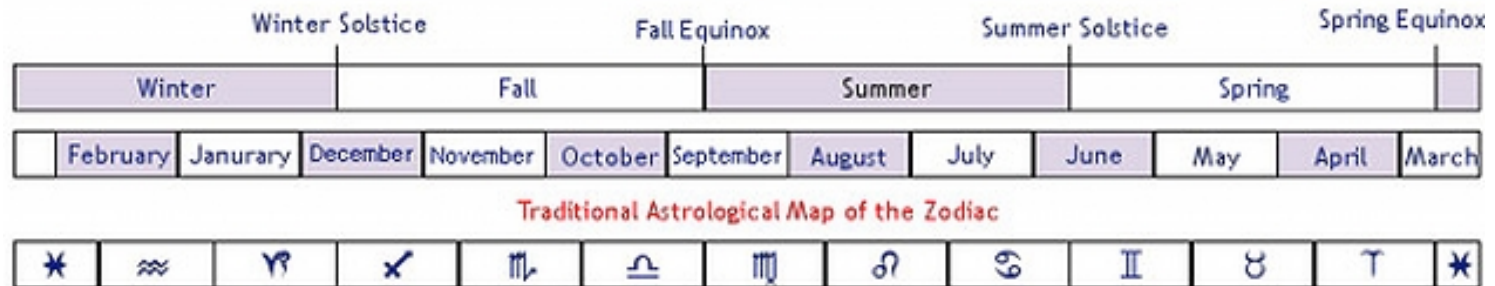 Winter Solstice Fall Equinox Summer Solstice Spring Equinox
Winter Fall Summer Spring
February Janurary December November October September August July June May April March
Traditional Astrological Map of the Zodiac
♓ ♒ ♑ ♐ ♏ ♎ ♍ ♌ ♋ ♊ ♉ ♈ ♓